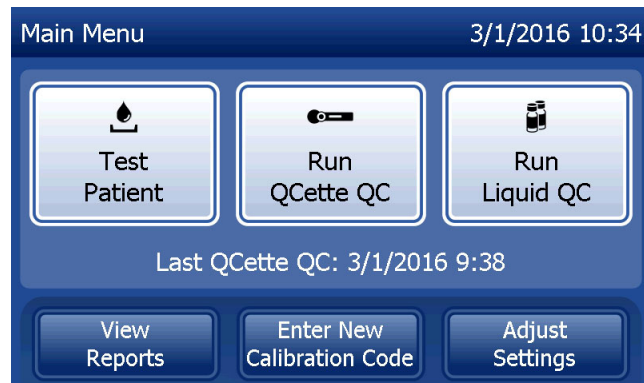 Main Menu 3/1/2016 10:34
Test Patient
Run QCette QC
Run Liquid QC
Last QCette QC: 3/1/2016 9:38
View Reports
Enter New Calibration Code
Adjust Settings